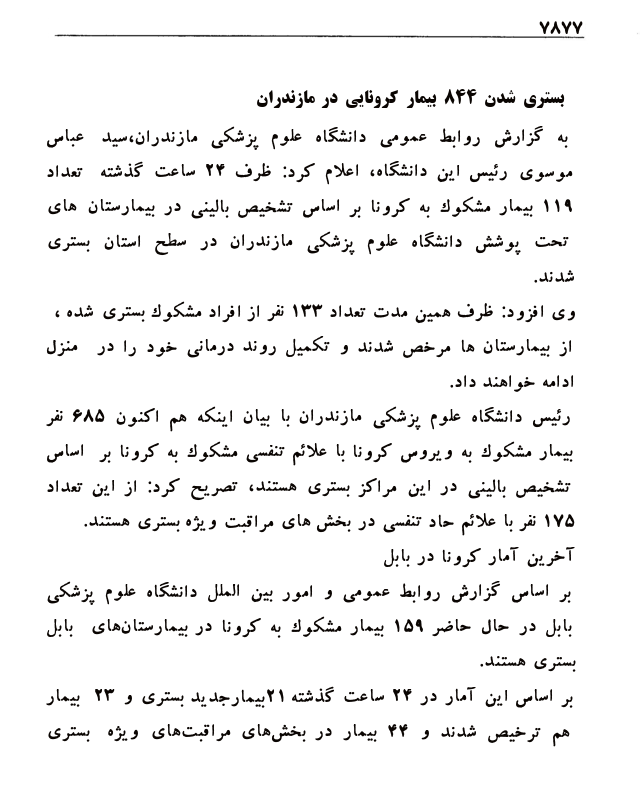 ۷۸۷۷
بستری شدن ۸۴۴ بیمار کرونایی در مازندران
به گزارش روابط عمومی دانشگاه علوم پزشکی مازندران،سید عباس
موسوی رئیس این دانشگاه، اعلام کرد: ظرف ۲۴ ساعت گذشته تعداد
۱۱۹ بیمار مشکوك به کرونا بر اساس تشخیص بالینی در بیمارستان های
تحت پوشش دانشگاه علوم پزشکی مازندران در سطح استان بستری
شدند.
وی افزود: ظرف همین مدت تعداد ۱۳۳ نفر از افراد مشکوك بستری شده ،
از بیمارستان ها مرخص شدند و تکمیل روند درمانی خود را در منزل
ادامه خواهند داد.
رئیس دانشگاه علوم پزشکی مازندران با بیان اینکه هم اکنون ۶۸۵ نفر
بیمار مشکوك به ویروس کرونا با علائم تنفسی مشکوك به کرونا بر اساس
تشخیص بالینی در این مراکز بستری هستند، تصریح کرد: از این تعداد
۱۷۵ نفر با علائم حاد تنفسی در بخش های مراقبت ویژه بستری هستند.
آخرین آمار کرونا در بابل
بر اساس گزارش روابط عمومی و امور بین الملل دانشگاه علوم پزشکی
بابل در حال حاضر ۱۵۹ بیمار مشکوك به کرونا در بیمارستان‌های بابل
بستری هستند.
بر اساس این آمار در ۲۴ ساعت گذشته ۲۱بیمارجدید بستری و ۲۳ بیمار
هم ترخیص شدند و ۴۴ بیمار در بخش‌های مراقبت‌های ویژه بستری